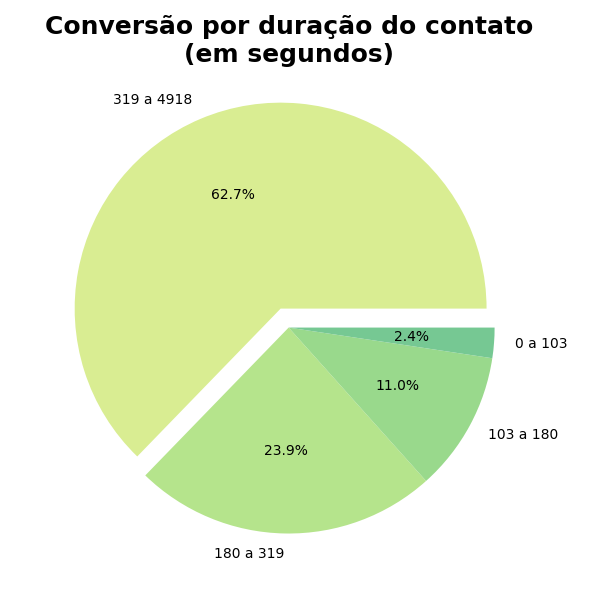 Conversão por duração do contato
(em segundos)
319 a 4918
62.7%
2.4%
0 a 103
11.0%
103 a 180
23.9%
180 a 319